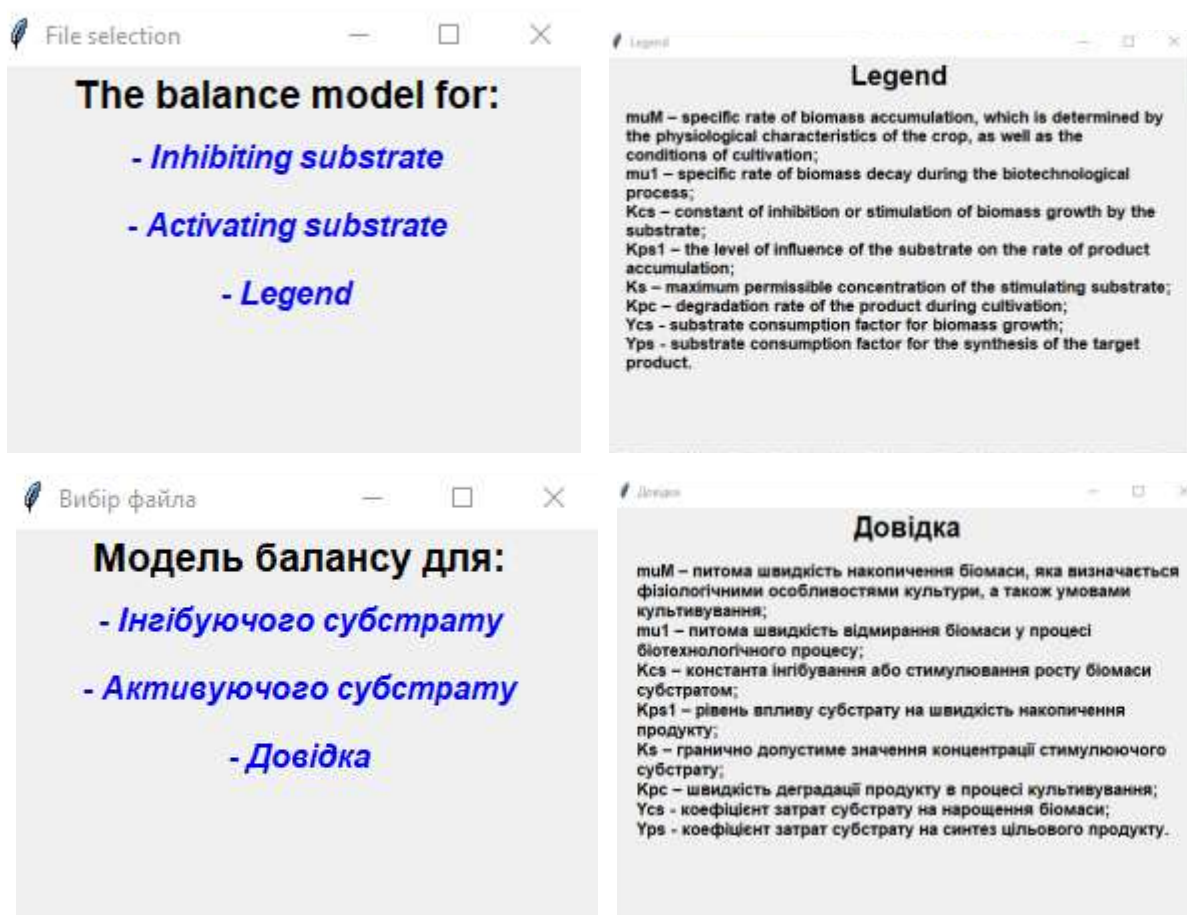 File selection
The balance model for:
- Inhibiting substrate
- Activating substrate
- Legend
Legend
Legend
muM – specific rate of biomass accumulation, which is determined by
the physiological characteristics of the crop, as well as the
conditions of cultivation;
mu1 – specific rate of biomass decay during the biotechnological
process;
Kcs – constant of inhibition or stimulation of biomass growth by the
substrate;
Kps1 – the level of influence of the substrate on the rate of product
accumulation;
Ks – maximum permissible concentration of the stimulating substrate;
Kpc – degradation rate of the product during cultivation;
Ycs - substrate consumption factor for biomass growth;
Yps - substrate consumption factor for the synthesis of the target
product.
Вибір файла
Модель балансу для:
- Інгібуючого субстрату
- Активуючого субстрату
- Довідка
Довідка
Довідка
muM – питома швидкість накопичення біомаси, яка визначається
фізіологічними особливостями культури, а також умовами
культивування;
mu1 – питома швидкість відмирання біомаси у процесі
біотехнологічного процесу;
Kcs – константа інгібування або стимулювання росту біомаси
субстратом;
Kps1 – рівень впливу субстрату на швидкість накопичення
продукту;
Ks – гранично допустиме значення концентрації стимулюючого
субстрату;
Kpc – швидкість деградації продукту в процесі культивування;
Ycs - коефіцієнт затрат субстрату на нарощення біомаси;
Yps - коефіцієнт затрат субстрату на синтез цільового продукту.